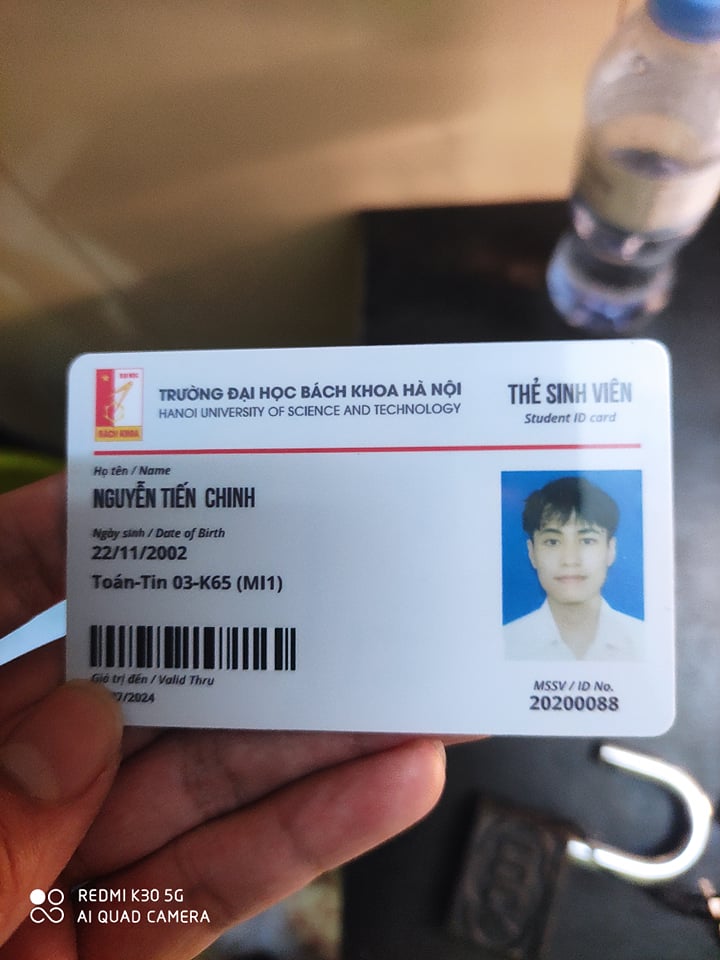 ĐẠI HỌC
BÁCH KHOA
TRƯỜNG ĐẠI HỌC BÁCH KHOA HÀ NỘI
HANOI UNIVERSITY OF SCIENCE AND TECHNOLOGY
THẺ SINH VIÊN
Student ID card
Họ tên / Name
NGUYỄN TIẾN CHINH
Ngày sinh / Date of Birth
22/11/2002
Toán-Tin 03-K65 (MI1)
Giá trị đến / Valid Thru
7/2024
MSSV / ID No.
20200088
REDMI K30 5G
AI QUAD CAMERA